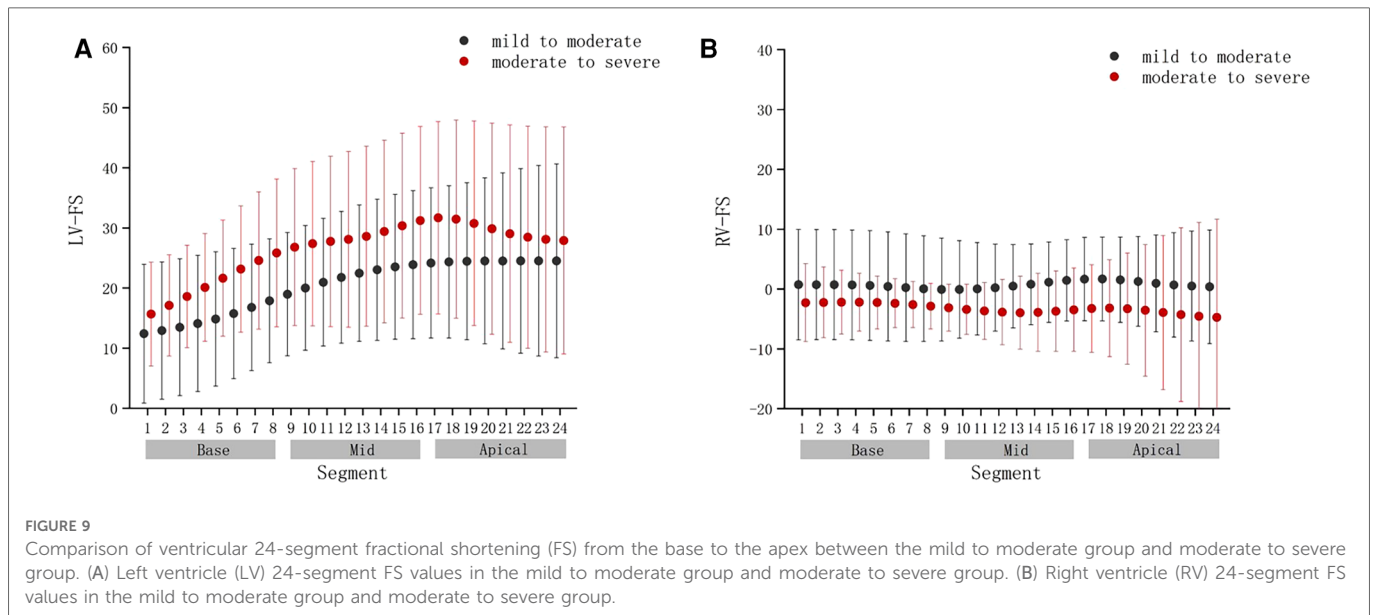 A
60
50
40
30
20
10
0
LV-FS
mild to moderate
moderate to severe
1 2 3 4 5 6 7 8 9 10 11 12 13 14 15 16 17 18 19 20 21 22 23 24
Base Mid Apical
Segment
B
40
30
20
10
0
-10
-20
RV-FS
mild to moderate
moderate to severe
1 2 3 4 5 6 7 8 9 10 11 12 13 14 15 16 17 18 19 20 21 22 23 24
Base Mid Apical
Segment
FIGURE 9
Comparison of ventricular 24-segment fractional shortening (FS) from the base to the apex between the mild to moderate group and moderate to severe
group. (A) Left ventricle (LV) 24-segment FS values in the mild to moderate group and moderate to severe group. (B) Right ventricle (RV) 24-segment FS
values in the mild to moderate group and moderate to severe group.